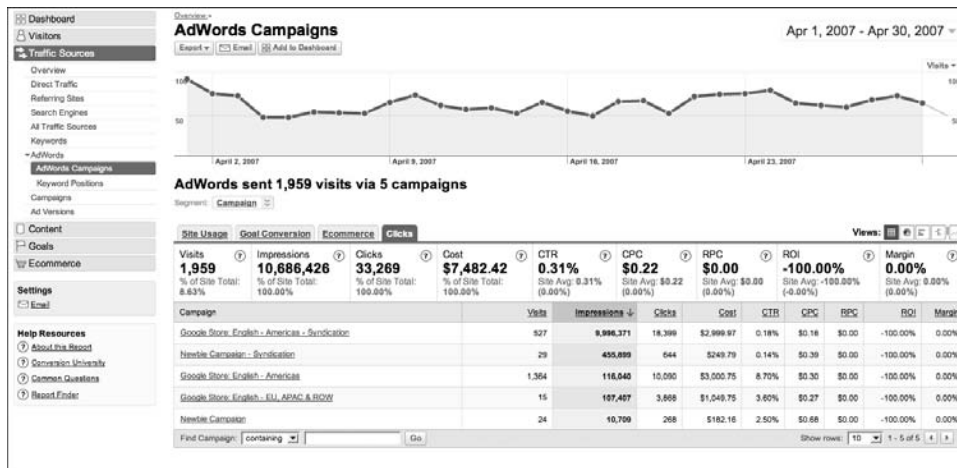 Dashboard
Visitors
Traffic Sources
Overview
Direct Traffic
Referring Sites
Search Engines
All Traffic Sources
Keywords
AdWords
AdWords Campaigns
Keyword Positions
Campaigns
Ad Versions
Content
Goals
Ecommerce
Settings
Email
Help Resources
About this Report
Conversion University
Common Questions
Report Finder
Overview »
AdWords Campaigns
Apr 1, 2007 - Apr 30, 2007
Export Email Add to Dashboard
Visits
100 100
50 50
April 2, 2007 April 9, 2007 April 16, 2007 April 23, 2007
AdWords sent 1,959 visits via 5 campaigns
Segment: Campaign
Site Usage Goal Conversion Ecommerce Clicks Views:
Visits Impressions Clicks Cost CTR CPC RPC ROI Margin
1,959 10,686,426 33,269 $7,482.42 0.31% $0.22 $0.00 -100.00% 0.00%
% of Site Total: % of Site Total: % of Site Total: % of Site Total: Site Avg: 0.31% Site Avg: $0.22 Site Avg: $0.00 Site Avg: -100.00% Site Avg: 0.00%
8.63% 100.00% 100.00% 100.00% (0.00%) (0.00%) (0.00%) (-0.00%) (0.00%)
Campaign Visits Impressions ↓ Clicks Cost CTR CPC RPC ROI Margin
Google Store: English - Americas - Syndication 527 9,996,371 18,399 $2,999.97 0.18% $0.16 $0.00 -100.00% 0.00%
Newbie Campaign - Syndication 29 455,899 644 $249.79 0.14% $0.39 $0.00 -100.00% 0.00%
Google Store: English - Americas 1,364 116,040 10,090 $3,000.75 8.70% $0.30 $0.00 -100.00% 0.00%
Google Store: English - EU, APAC & ROW 15 107,407 3,868 $1,049.75 3.60% $0.27 $0.00 -100.00% 0.00%
Newbie Campaign 24 10,709 268 $182.16 2.50% $0.68 $0.00 -100.00% 0.00%
Find Campaign: containing Go Show rows: 10 1 - 5 of 5